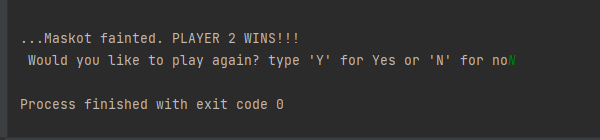 ...Maskot fainted. PLAYER 2 WINS!!!
Would you like to play again? type 'Y' for Yes or 'N' for noN
Process finished with exit code 0